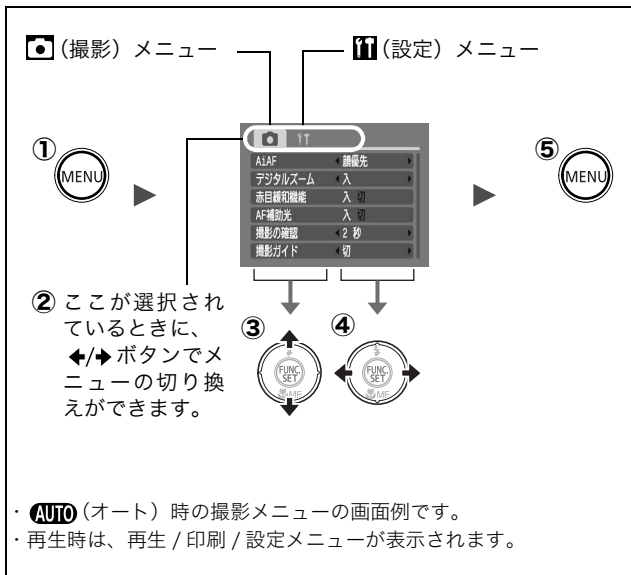 (撮影)メニュー
(設定)メニュー
① MENU
AiAF 顔優先
デジタルズーム 入
赤目緩和機能 入 切
AF補助光 入 切
撮影の確認 2 秒
撮影ガイド 切
⑤ MENU
② ここが選択され
ているときに、
←/→ボタンでメ
ニューの切り換
えができます。
③
FUNC. SET
MF
④
FUNC. SET
MF
・AUTO(オート)時の撮影メニューの画面例です。
・再生時は、再生 / 印刷 / 設定メニューが表示されます。